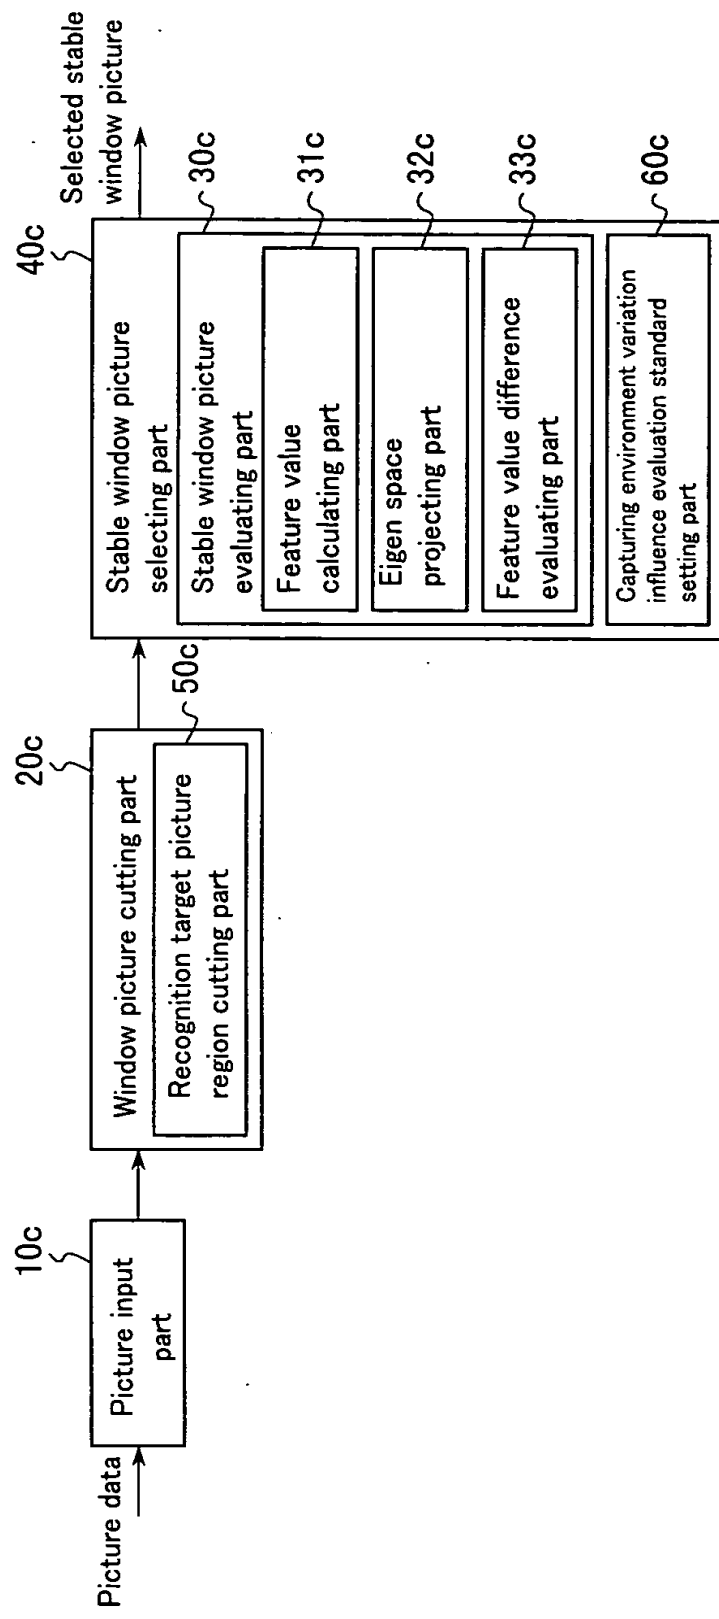 Picture data
10c
Picture input
part
20c
Window picture cutting part
50c
Recognition target picture
region cutting part
40c
Stable window picture
selecting part
30c
Stable window picture
evaluating part
31c
Feature value
calculating part
32c
Eigen space
projecting part
33c
Feature value difference
evaluating part
60c
Capturing environment variation
influence evaluation standard
setting part
Selected stable
window picture